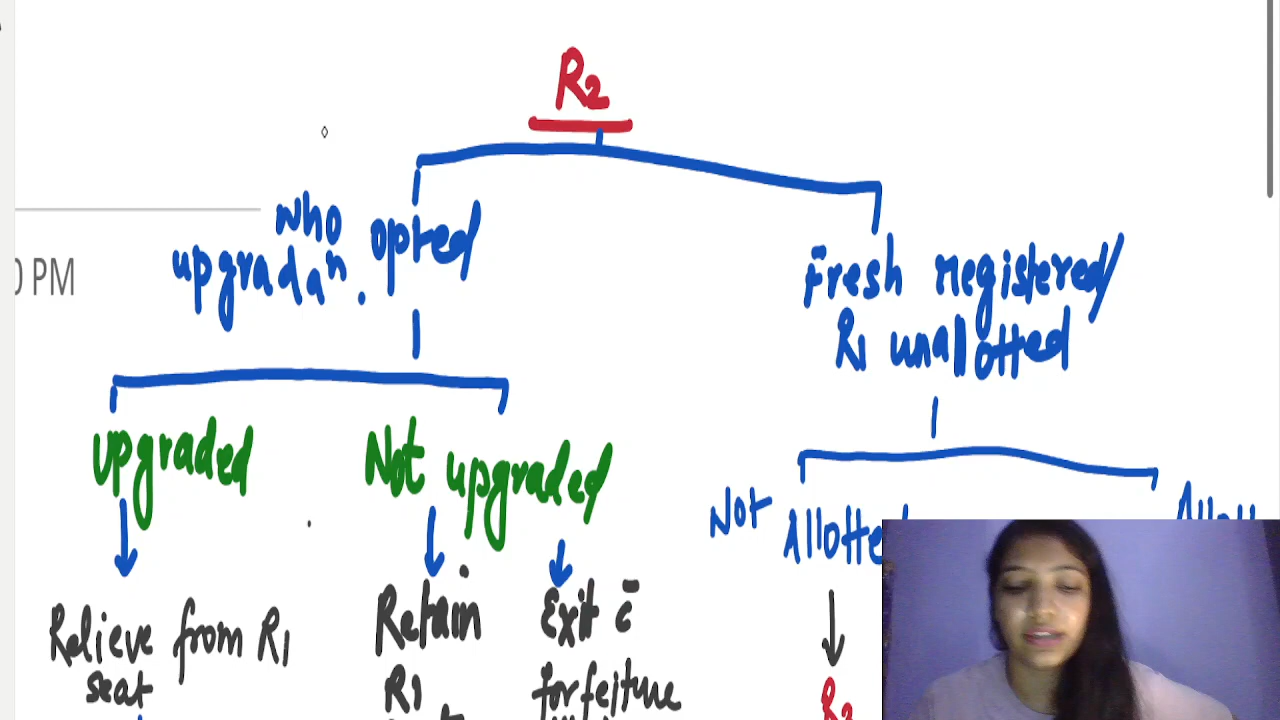 R2
who opted
upgradaⁿ.
0 PM
Fresh registered/
R1 unallotted
Upgraded
Not upgraded
Not Allotte
Relieve from R1
seat
Retain
R1
Exit c̄
forfeiture